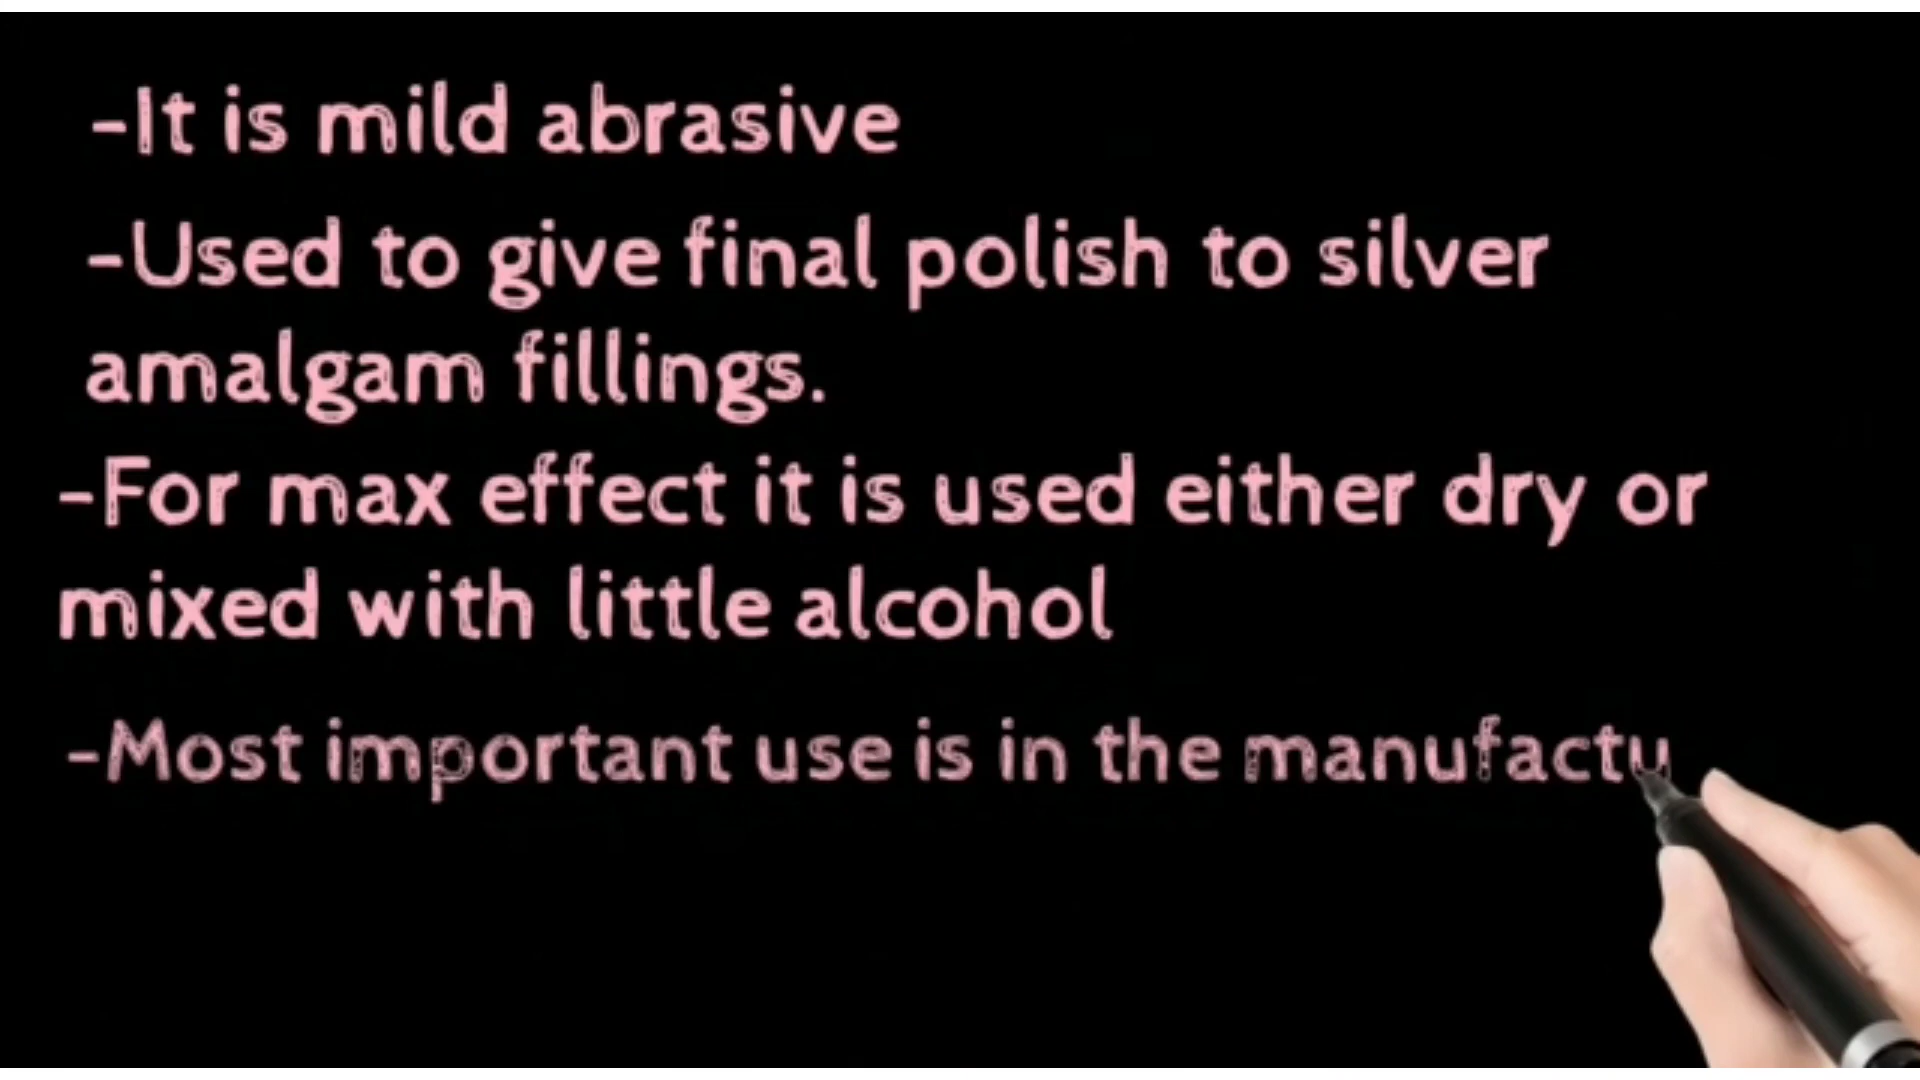 -It is mild abrasive
-Used to give final polish to silver
amalgam fillings.
-For max effect it is used either dry or
mixed with little alcohol
-Most important use is in the manufactu